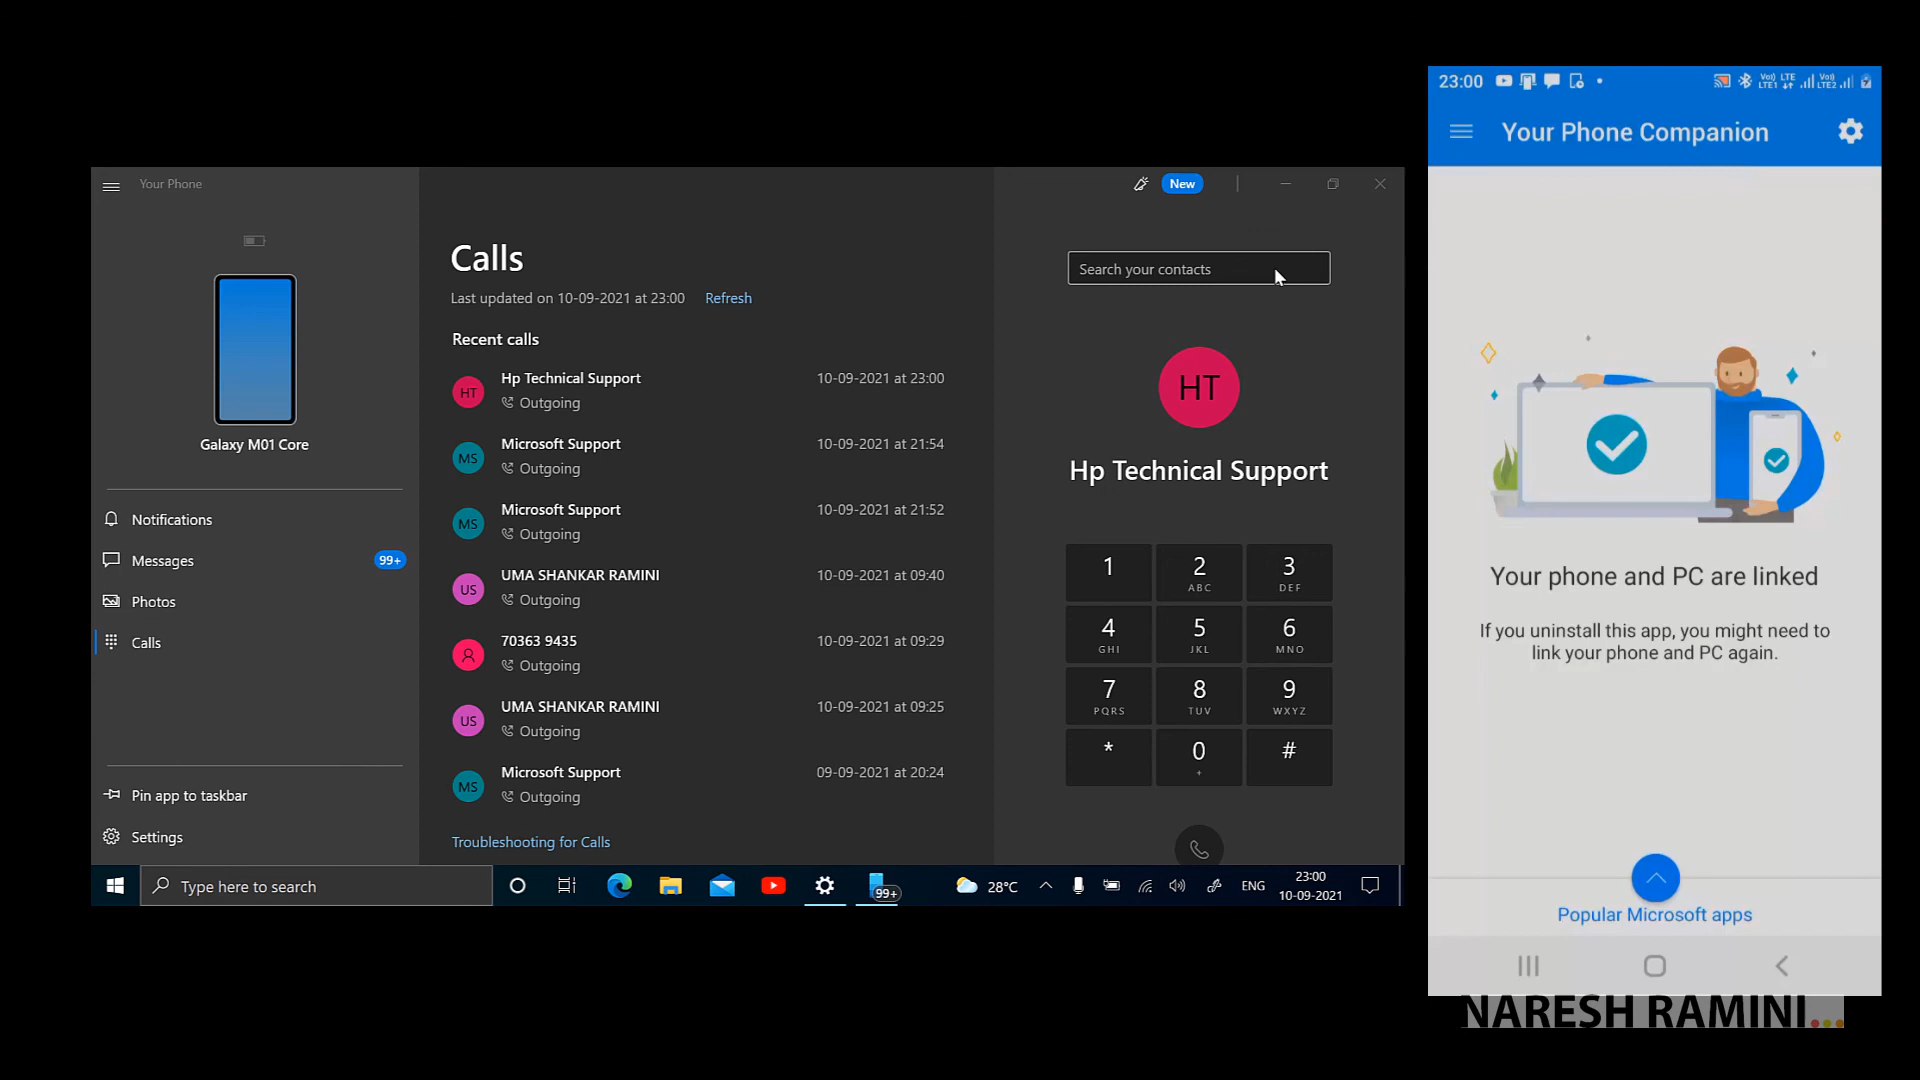 Your Phone
New
Galaxy M01 Core
Notifications
Messages
99+
Photos
Calls
Pin app to taskbar
Settings
Calls
Last updated on 10-09-2021 at 23:00 Refresh
Recent calls
HT
Hp Technical Support 10-09-2021 at 23:00
Outgoing
MS
Microsoft Support 10-09-2021 at 21:54
Outgoing
MS
Microsoft Support 10-09-2021 at 21:52
Outgoing
US
UMA SHANKAR RAMINI 10-09-2021 at 09:40
Outgoing
70363 9435 10-09-2021 at 09:29
Outgoing
US
UMA SHANKAR RAMINI 10-09-2021 at 09:25
Outgoing
MS
Microsoft Support 09-09-2021 at 20:24
Outgoing
Troubleshooting for Calls
Search your contacts
HT
Hp Technical Support
1 2 3
ABC DEF
4 5 6
GHI JKL MNO
7 8 9
PQRS TUV WXYZ
* 0 #
+
Type here to search
99+
28°C
ENG
23:00
10-09-2021
23:00
Vo) LTE
LTE1
Vo)
LTE2
Your Phone Companion
Your phone and PC are linked
If you uninstall this app, you might need to
link your phone and PC again.
Popular Microsoft apps
NARESH RAMINI...